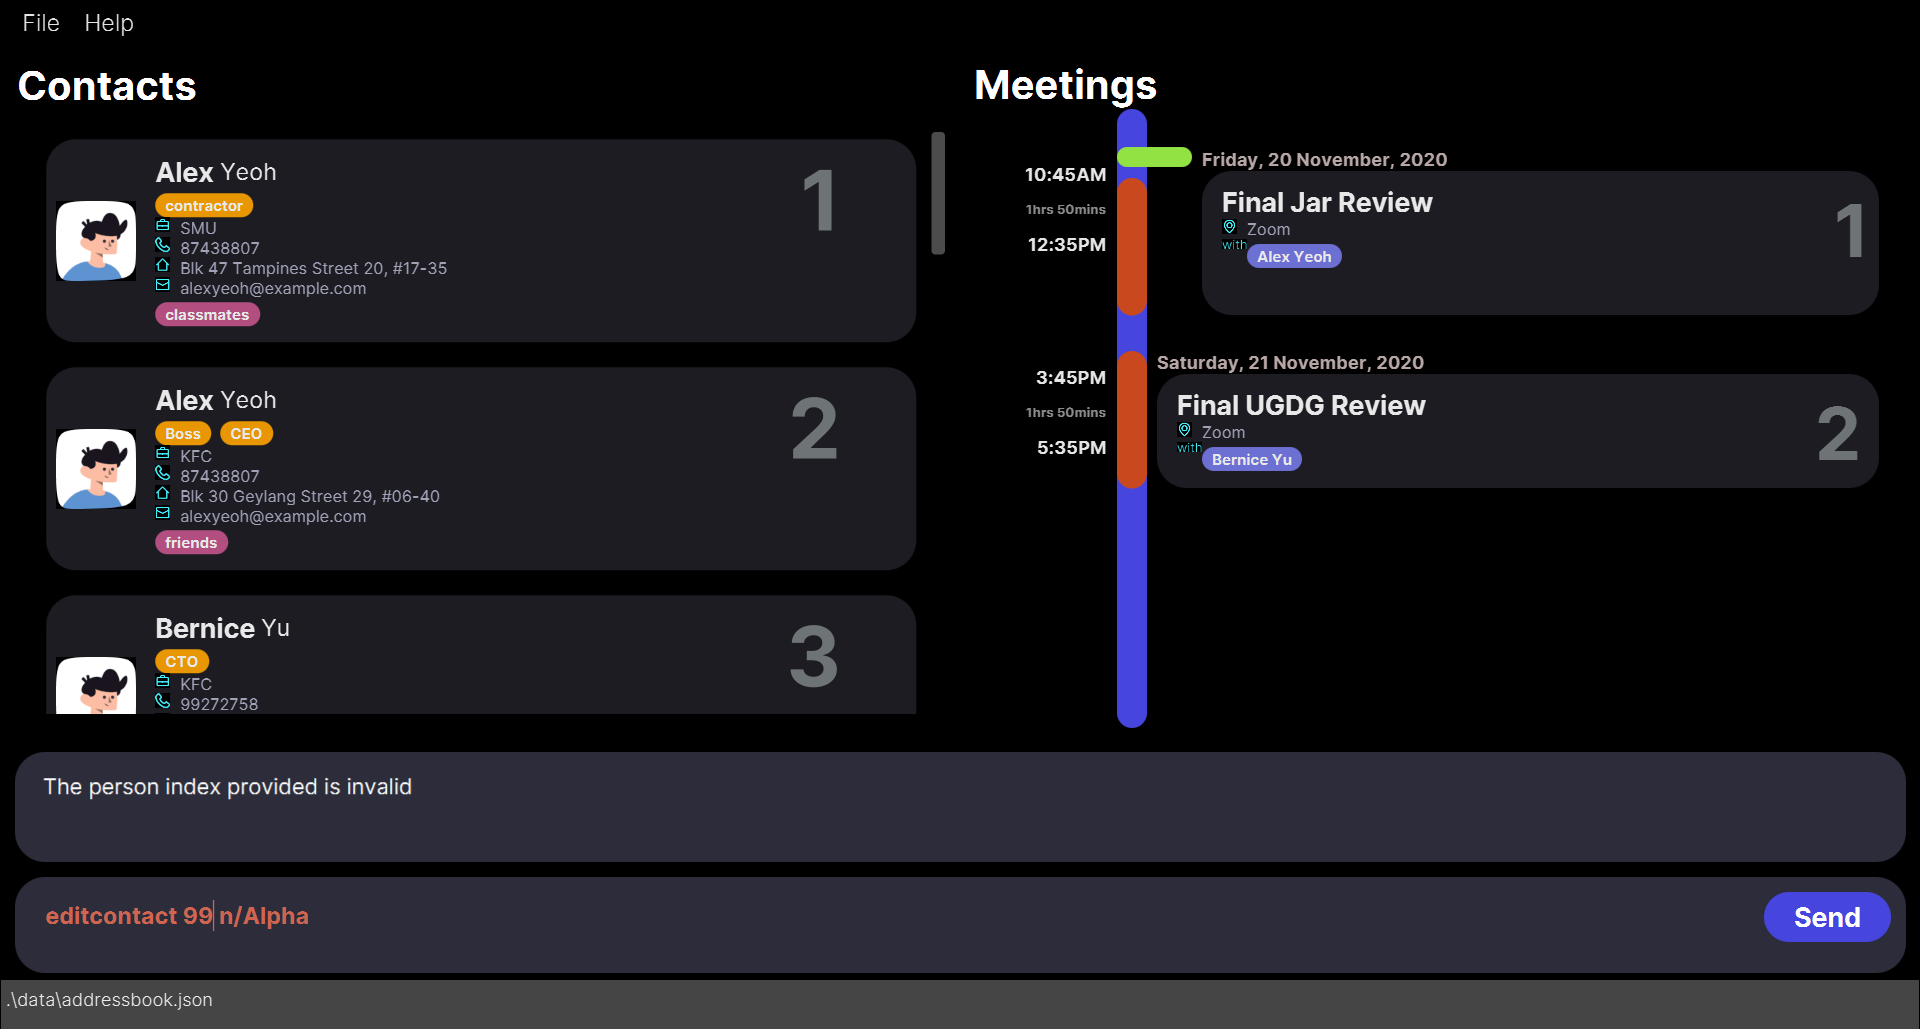 File Help
Contacts
Alex Yeoh
1
contractor
SMU
87438807
Blk 47 Tampines Street 20, #17-35
alexyeoh@example.com
classmates
Alex Yeoh
2
Boss CEO
KFC
87438807
Blk 30 Geylang Street 29, #06-40
alexyeoh@example.com
friends
Bernice Yu
3
CTO
KFC
99272758
Meetings
Friday, 20 November, 2020
10:45AM
1hrs 50mins
12:35PM
Final Jar Review
1
Zoom
with Alex Yeoh
Saturday, 21 November, 2020
3:45PM
1hrs 50mins
5:35PM
Final UGDG Review
2
Zoom
with Bernice Yu
The person index provided is invalid
editcontact 99 n/Alpha
Send
.\data\addressbook.json